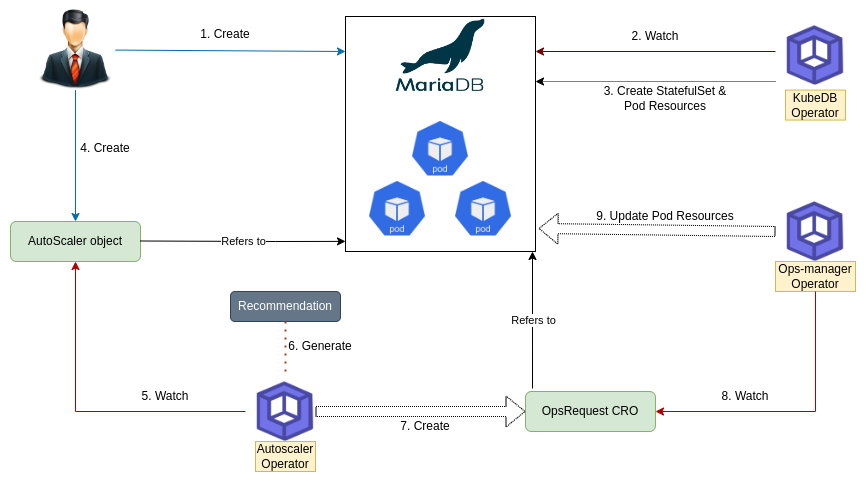 1. Create
MariaDB
2. Watch
3. Create StatefulSet &
Pod Resources
KubeDB
Operator
4. Create
pod
pod
pod
9. Update Pod Resources
AutoScaler object
Refers to
Ops-manager
Operator
Recommendation
Refers to
6. Generate
5. Watch
8. Watch
7. Create
OpsRequest CRO
Autoscaler
Operator